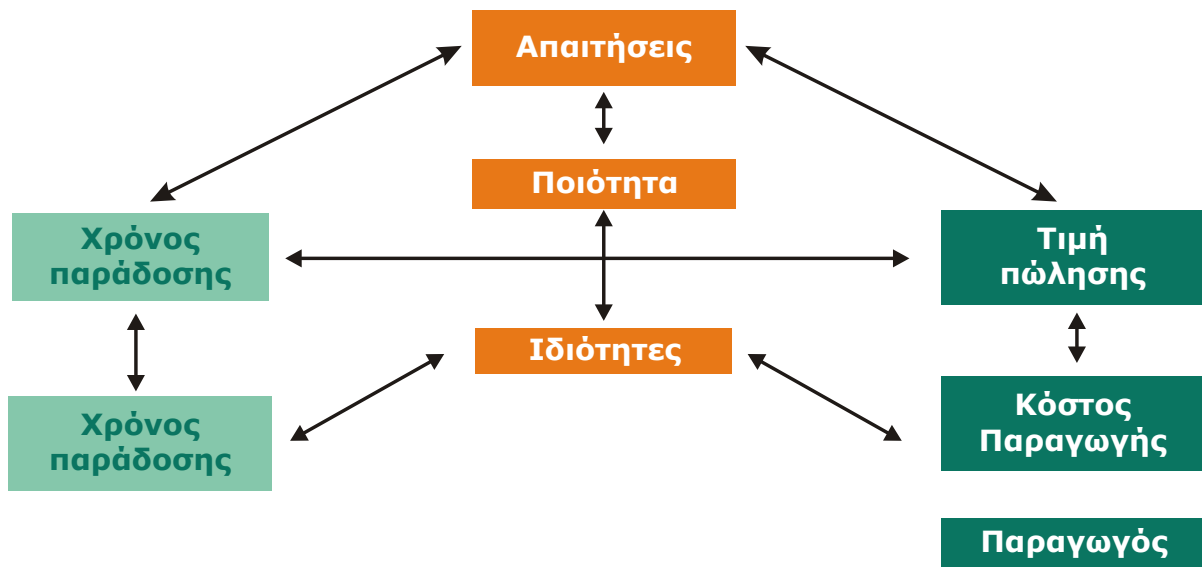 Απαιτήσεις
Ποιότητα
Χρόνος
παράδοσης
Τιμή
πώλησης
Ιδιότητες
Χρόνος
παράδοσης
Κόστος
Παραγωγής
Παραγωγός